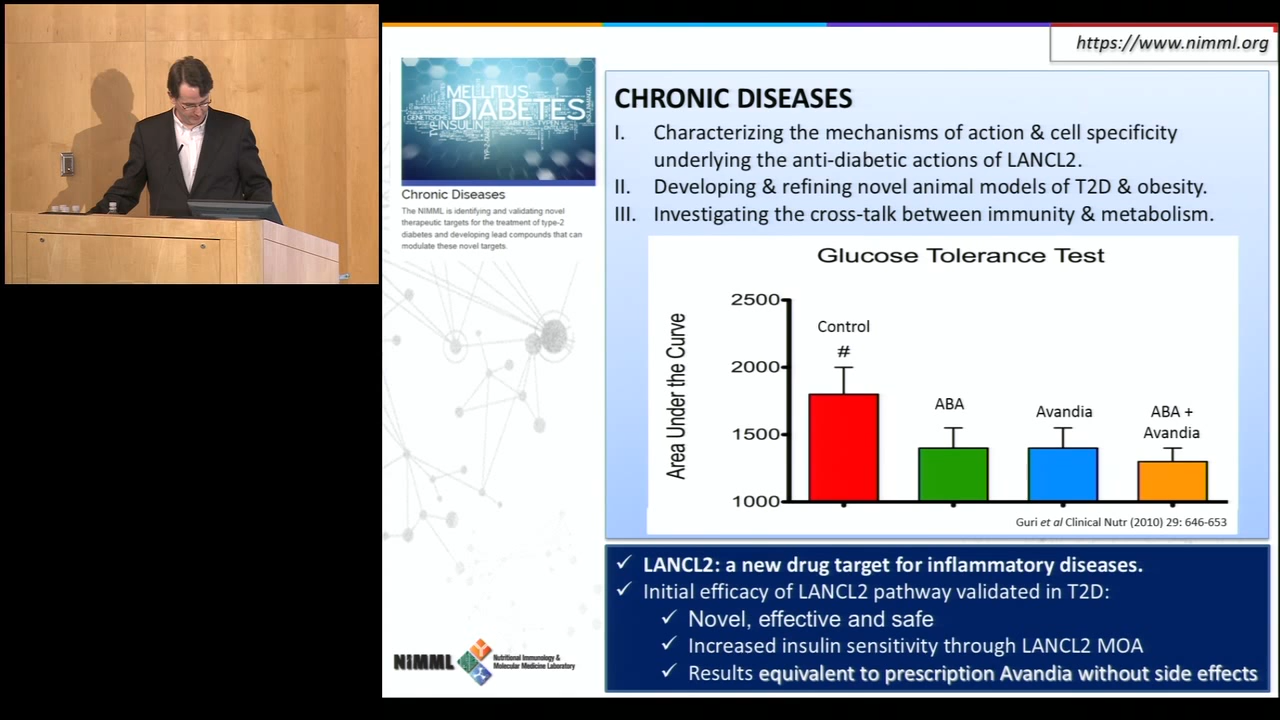 https://www.nimml.org
MELLITUS
DIABETES
GENETISCHE
INSULIN
Chronic Diseases
The NIMML is identifying and validating novel
therapeutic targets for the treatment of type-2
diabetes and developing lead compounds that can
modulate these novel targets.
CHRONIC DISEASES
I. Characterizing the mechanisms of action & cell specificity
underlying the anti-diabetic actions of LANCL2.
II. Developing & refining novel animal models of T2D & obesity.
III. Investigating the cross-talk between immunity & metabolism.
Glucose Tolerance Test
Area Under the Curve
2500
2000
1500
1000
Control
#
ABA
Avandia
ABA +
Avandia
Guri et al Clinical Nutr (2010) 29: 646-653
✓ LANCL2: a new drug target for inflammatory diseases.
✓ Initial efficacy of LANCL2 pathway validated in T2D:
✓ Novel, effective and safe
✓ Increased insulin sensitivity through LANCL2 MOA
✓ Results equivalent to prescription Avandia without side effects
NIMML
Nutritional Immunology &
Molecular Medicine Laboratory